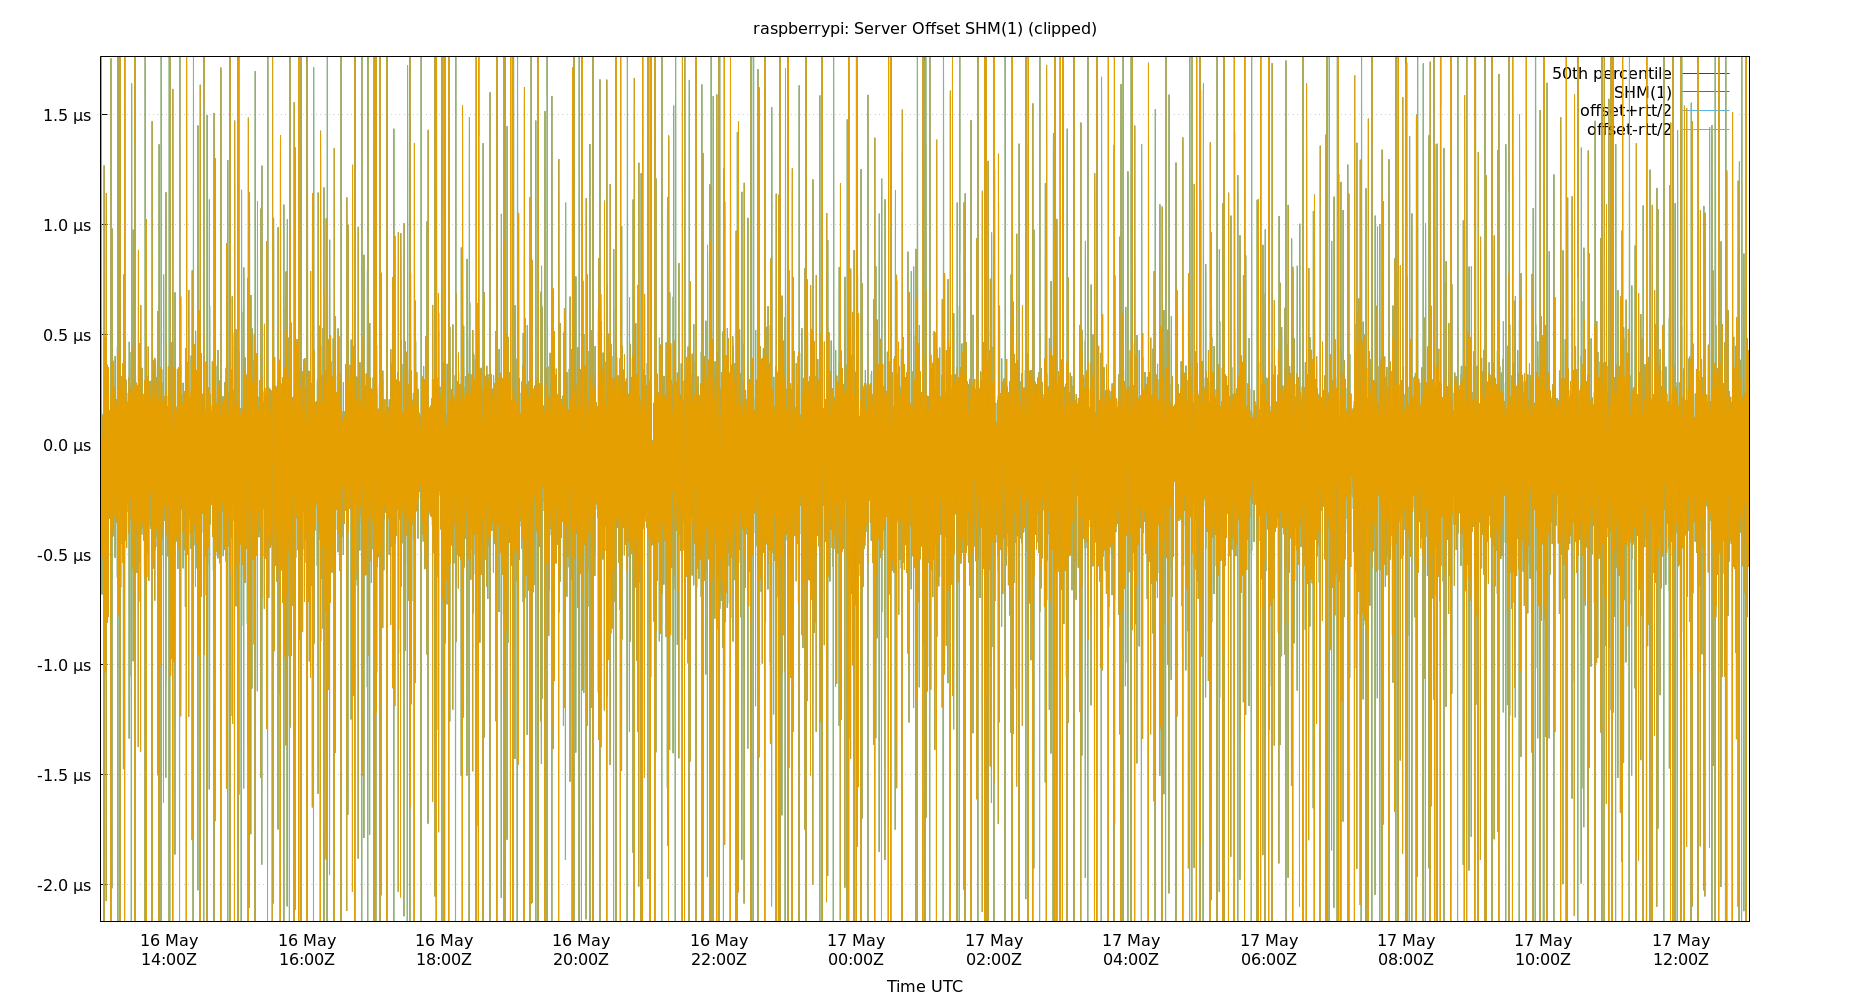 raspberrypi: Server Offset SHM(1) (clipped)
50th percentile
SHM(1)
offset+rtt/2
offset-rtt/2
1.5 µs
1.0 µs
0.5 µs
0.0 µs
-0.5 µs
-1.0 µs
-1.5 µs
-2.0 µs
16 May 16 May 16 May 16 May 16 May 17 May 17 May 17 May 17 May 17 May 17 May 17 May
14:00Z 16:00Z 18:00Z 20:00Z 22:00Z 00:00Z 02:00Z 04:00Z 06:00Z 08:00Z 10:00Z 12:00Z
Time UTC